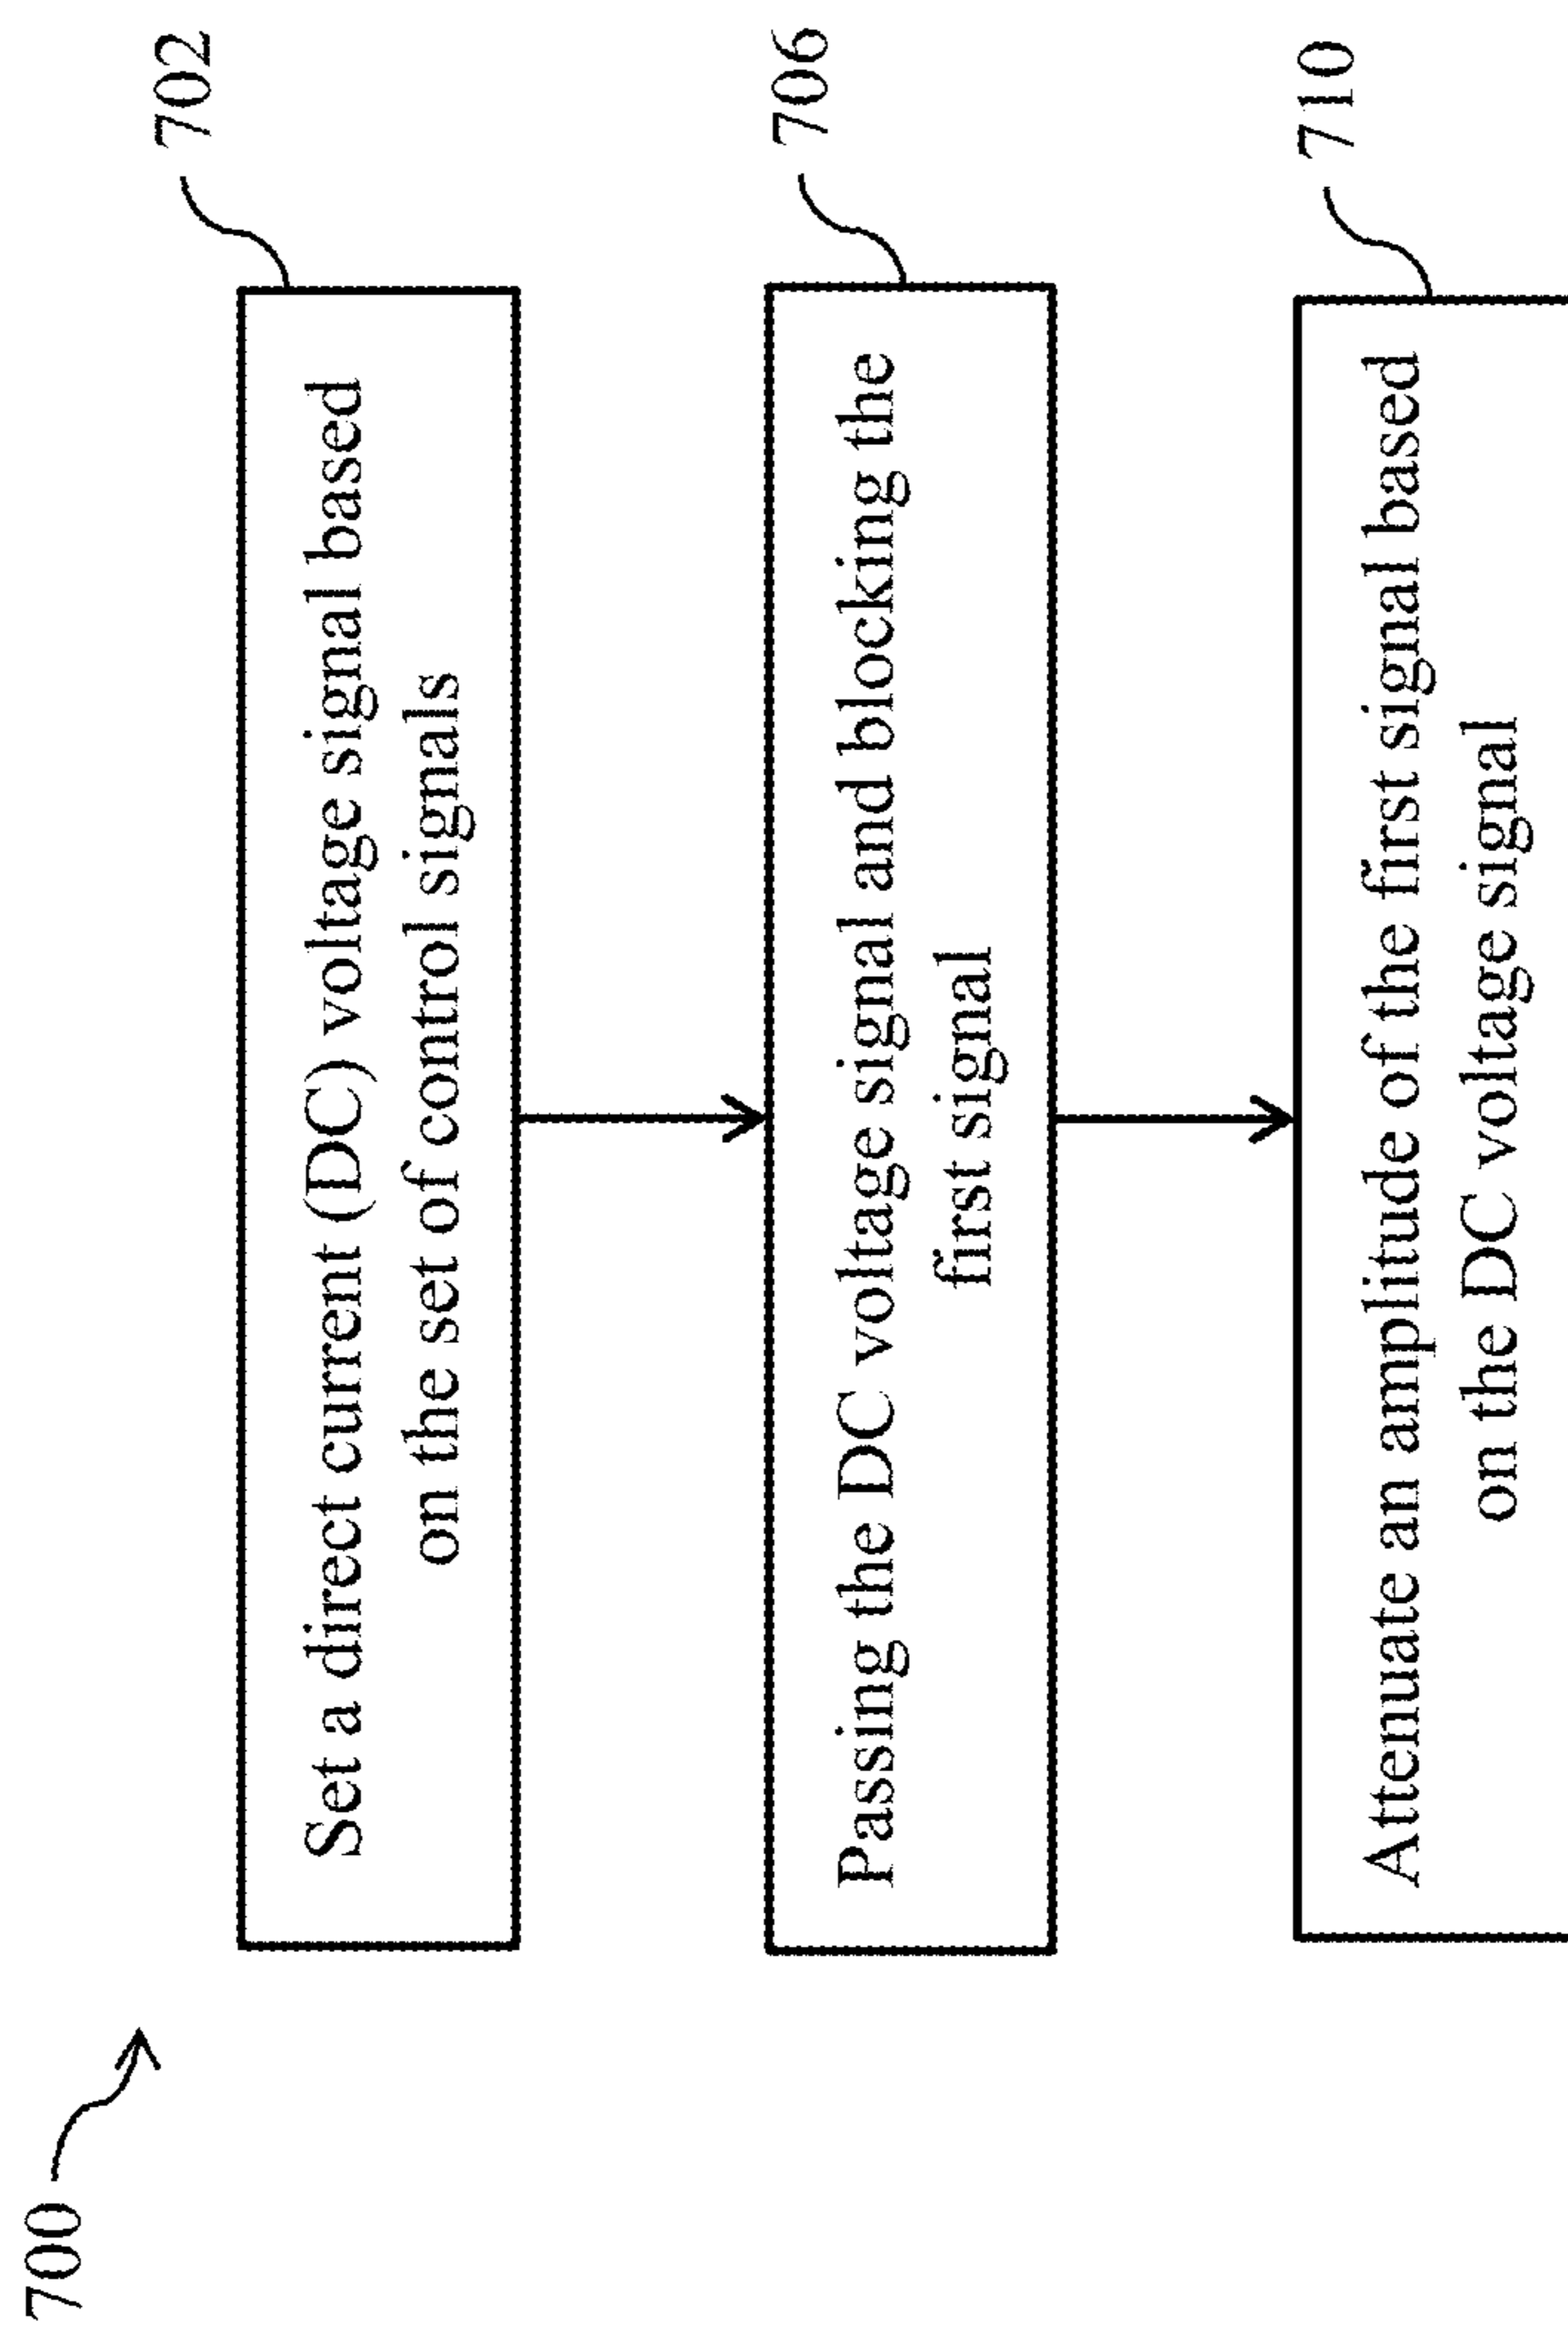 700
702
Set a direct current (DC) voltage signal based
on the set of control signals
706
Passing the DC voltage signal and blocking the
first signal
710
Attenuate an amplitude of the first signal based
on the DC voltage signal